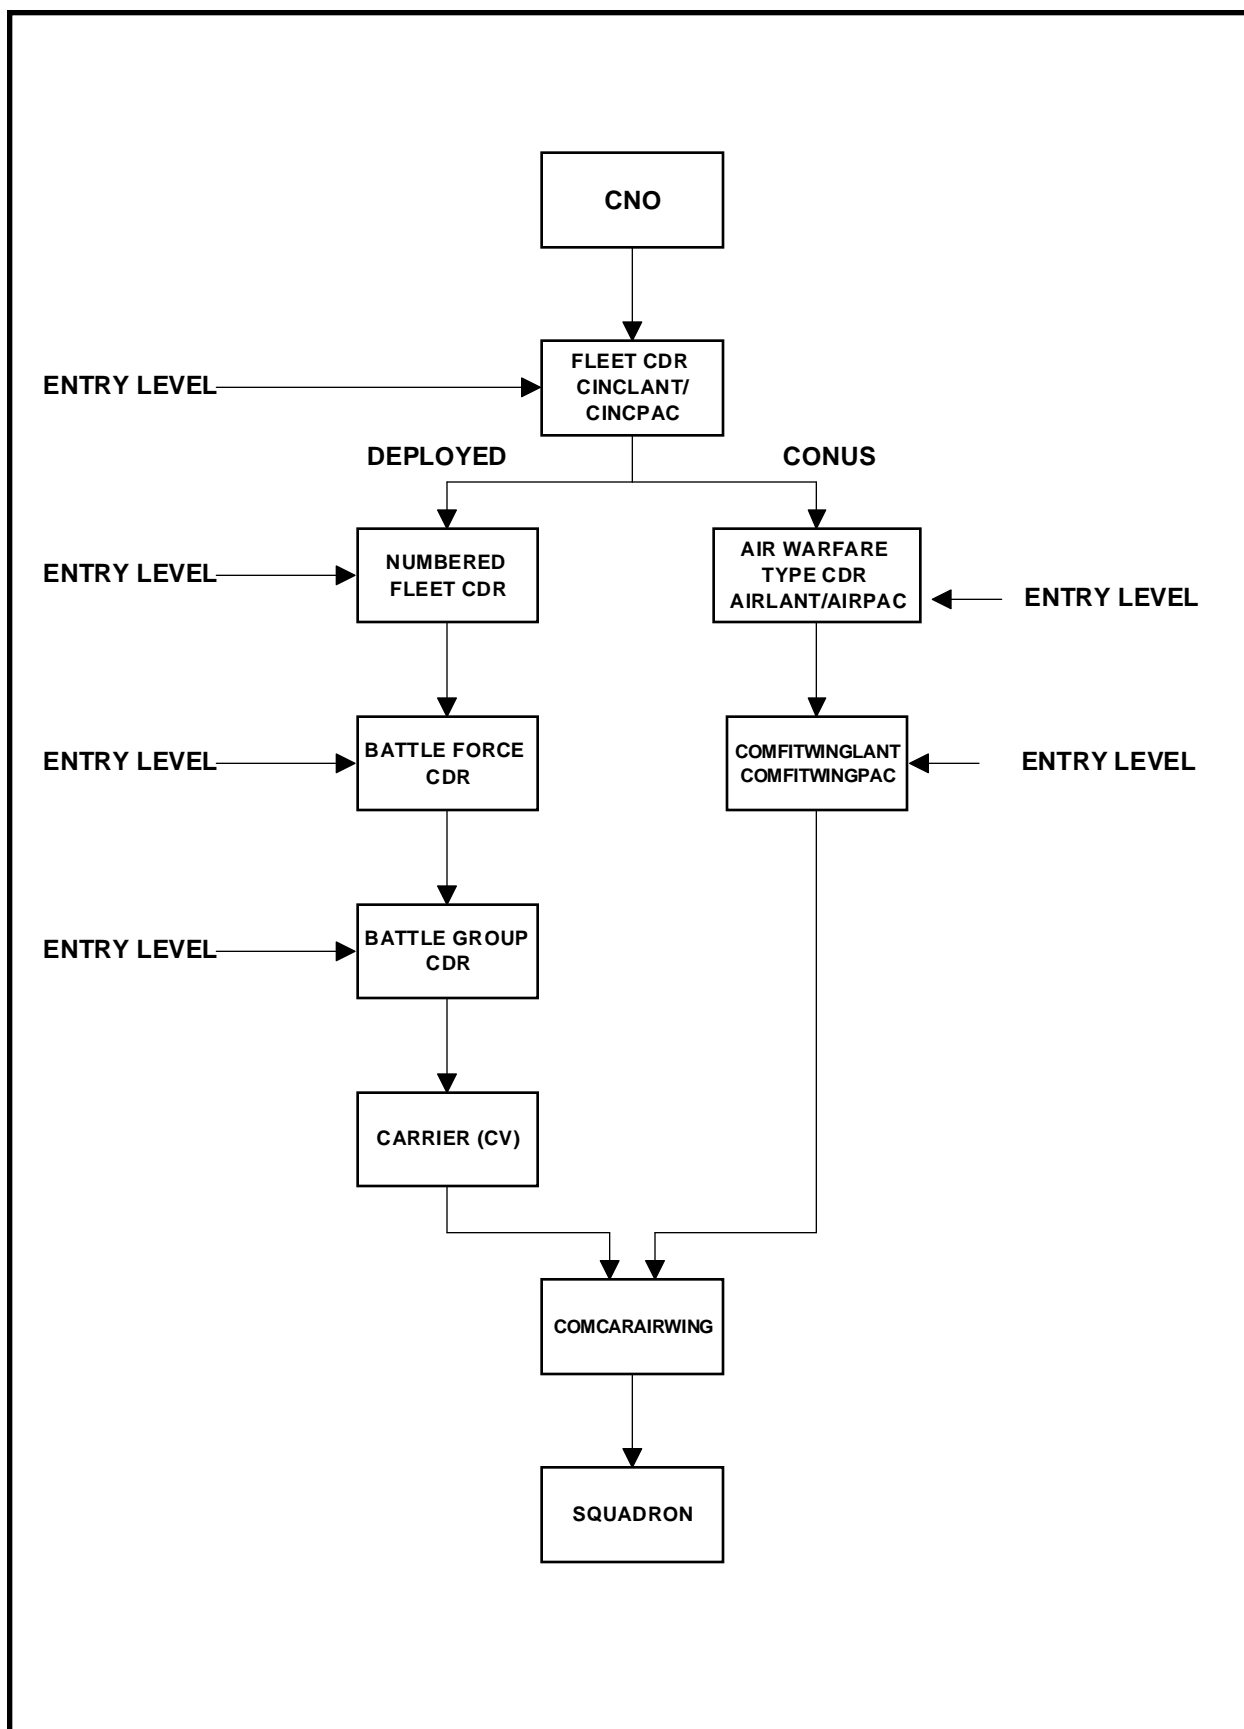 CNO
FLEET CDR
CINCLANT/
CINCPAC
ENTRY LEVEL
DEPLOYED
CONUS
NUMBERED
FLEET CDR
ENTRY LEVEL
AIR WARFARE
TYPE CDR
AIRLANT/AIRPAC
ENTRY LEVEL
BATTLE FORCE
CDR
ENTRY LEVEL
COMFITWINGLANT
COMFITWINGPAC
ENTRY LEVEL
BATTLE GROUP
CDR
ENTRY LEVEL
CARRIER (CV)
COMCARAIRWING
SQUADRON